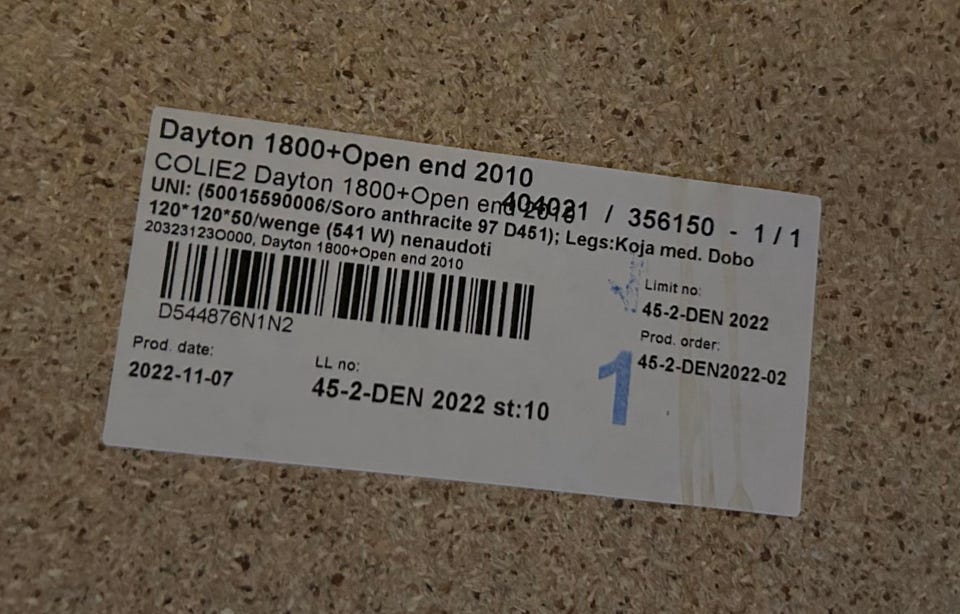 Dayton 1800+Open end 2010
COLIE2 Dayton 1800+Open end 2010
404021 / 356150 - 1 / 1
UNI: (50015590006/Soro anthracite 97 D451); Legs:Koja med. Dobo
120*120*50/wenge (541 W) nenaudoti
20323123O000, Dayton 1800+Open end 2010
D544876N1N2
Limit no:
45-2-DEN 2022
Prod. order:
45-2-DEN2022-02
Prod. date:
2022-11-07
LL no:
45-2-DEN 2022 st:10
1